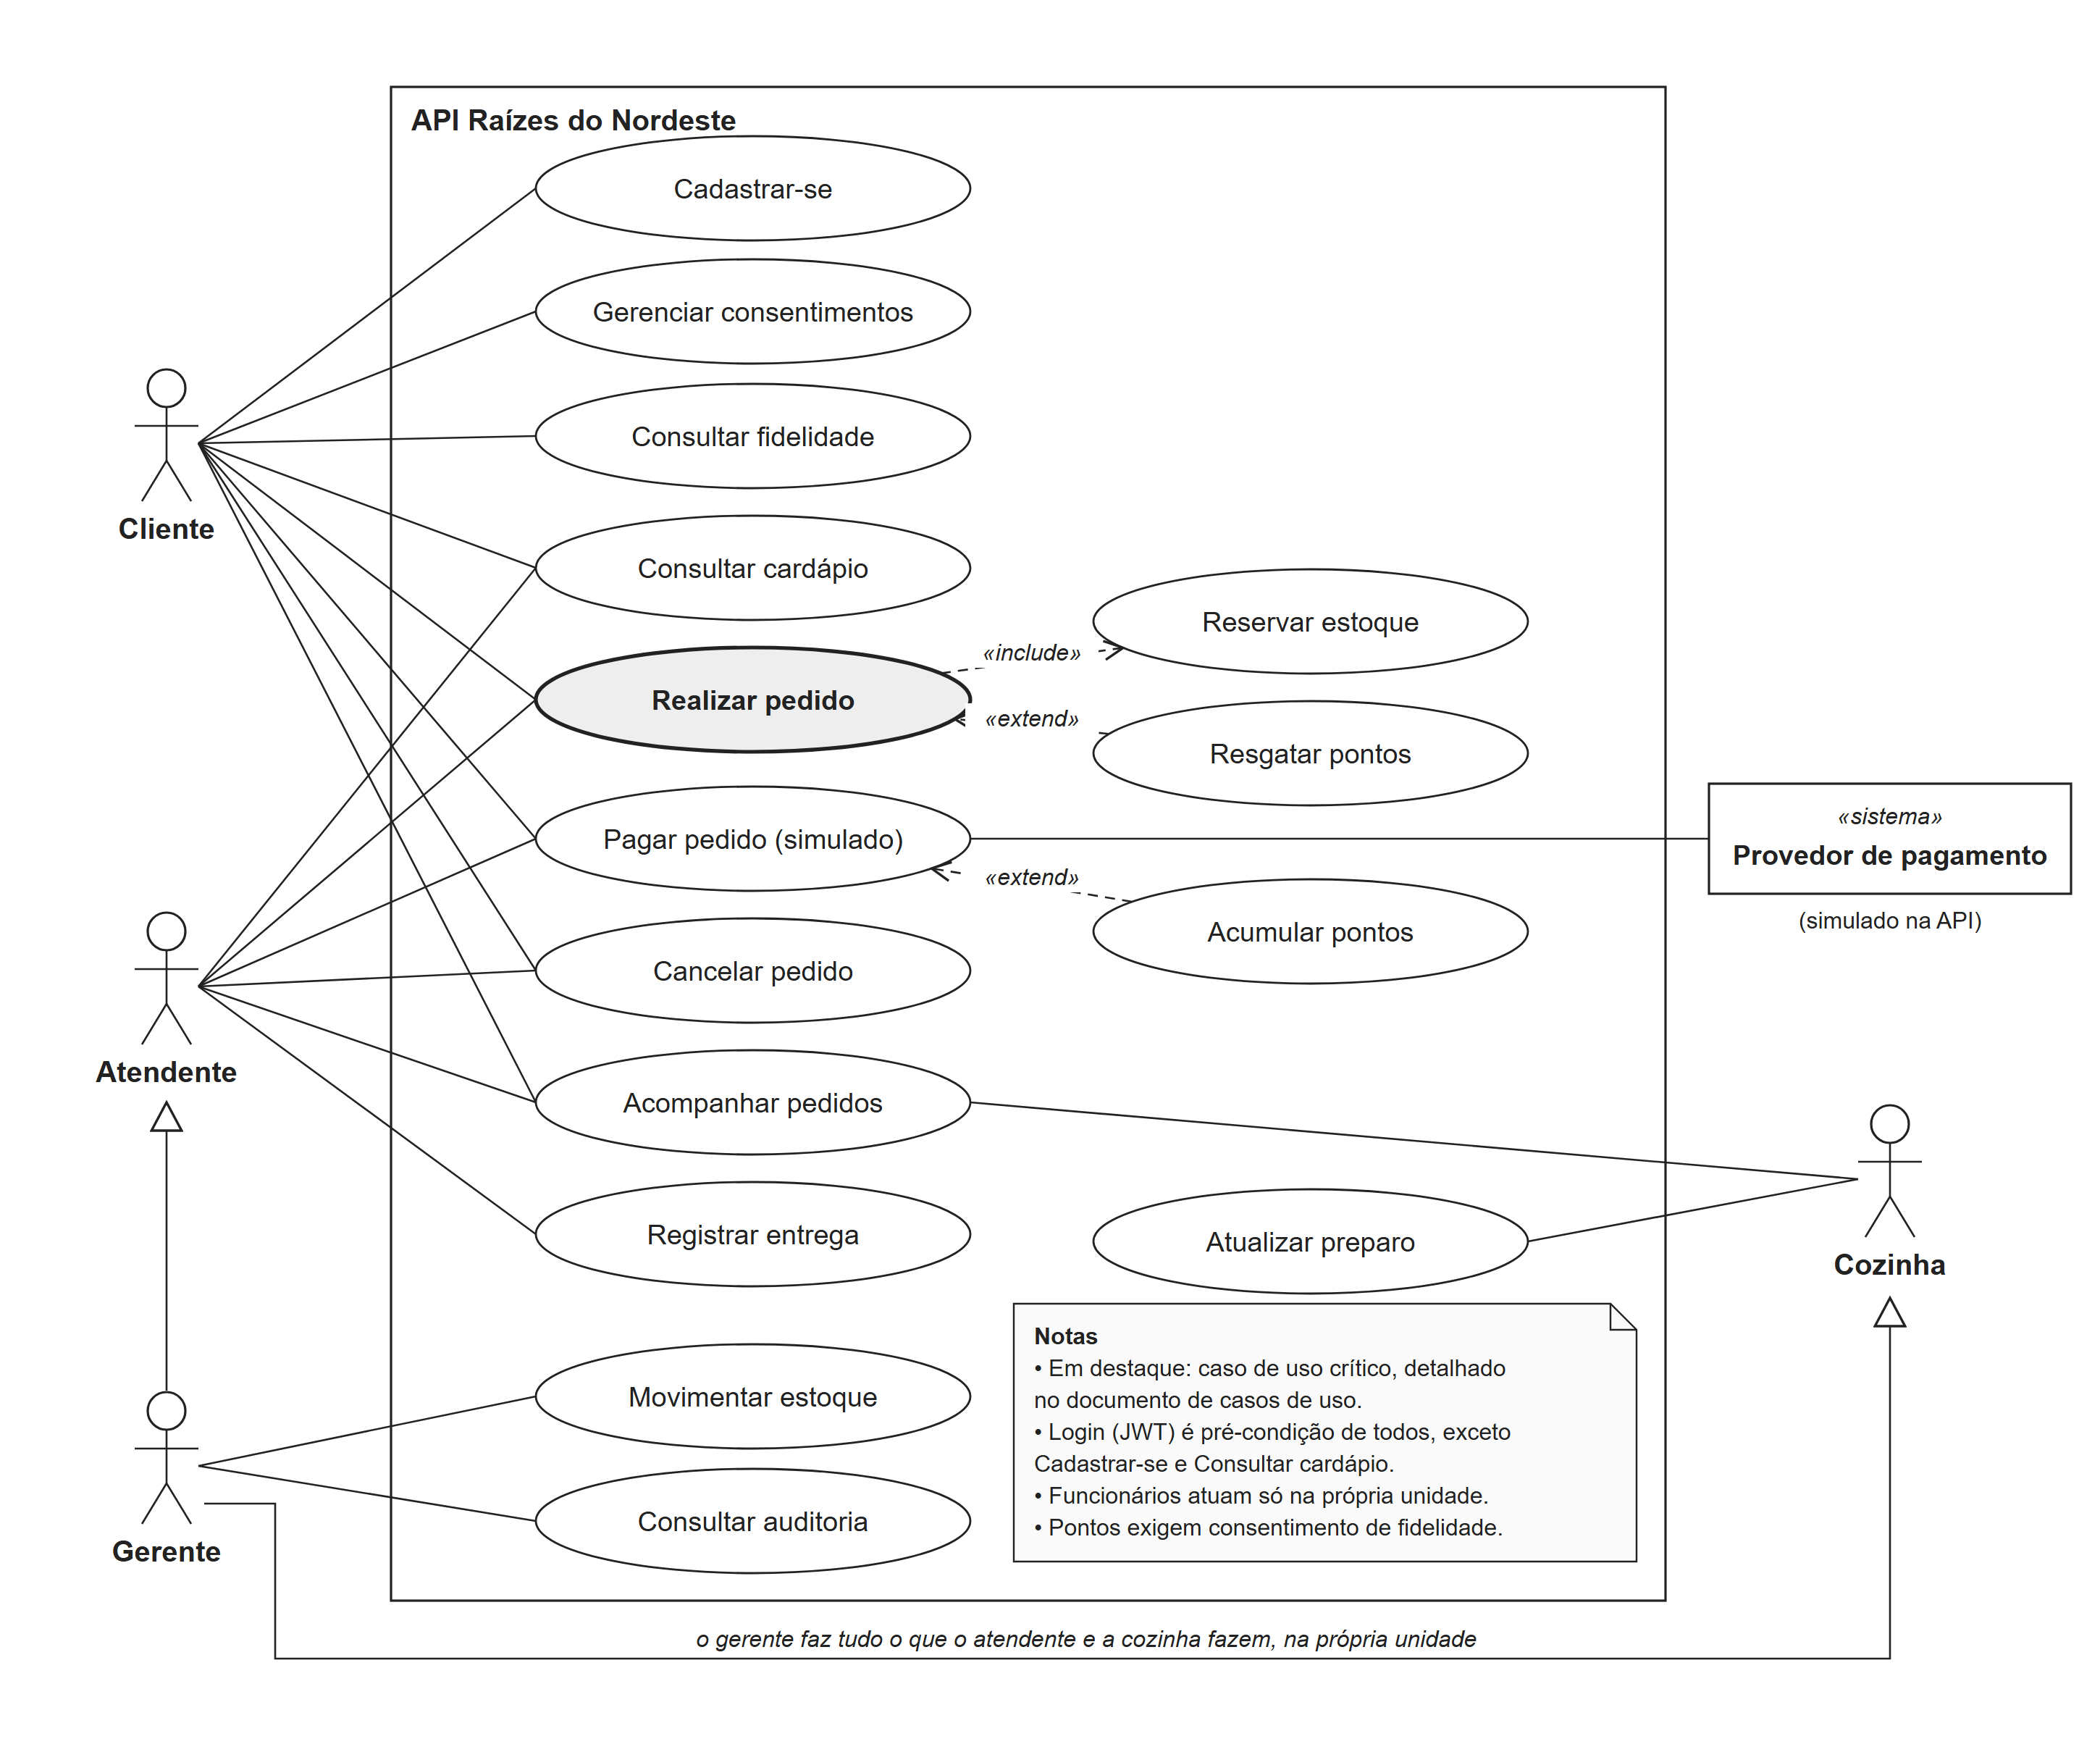 API Raízes do Nordeste
Cadastrar-se
Gerenciar consentimentos
Consultar fidelidade
Cliente
Consultar cardápio
Reservar estoque
«include»
Realizar pedido
«extend»
Resgatar pontos
«sistema»
Provedor de pagamento
(simulado na API)
Pagar pedido (simulado)
«extend»
Acumular pontos
Cancelar pedido
Atendente
Acompanhar pedidos
Registrar entrega
Atualizar preparo
Cozinha
Notas
• Em destaque: caso de uso crítico, detalhado
no documento de casos de uso.
• Login (JWT) é pré-condição de todos, exceto
Cadastrar-se e Consultar cardápio.
• Funcionários atuam só na própria unidade.
• Pontos exigem consentimento de fidelidade.
Movimentar estoque
Consultar auditoria
Gerente
o gerente faz tudo o que o atendente e a cozinha fazem, na própria unidade